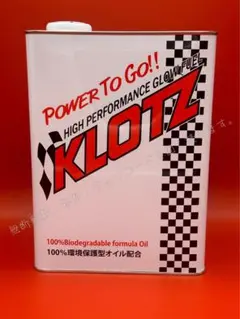 POWER TO GO!!
HIGH PERFORMANCE GLOW FUEL
KLOTZ
100%Biodegradable formula Oil
100%環境保護型オイル配合